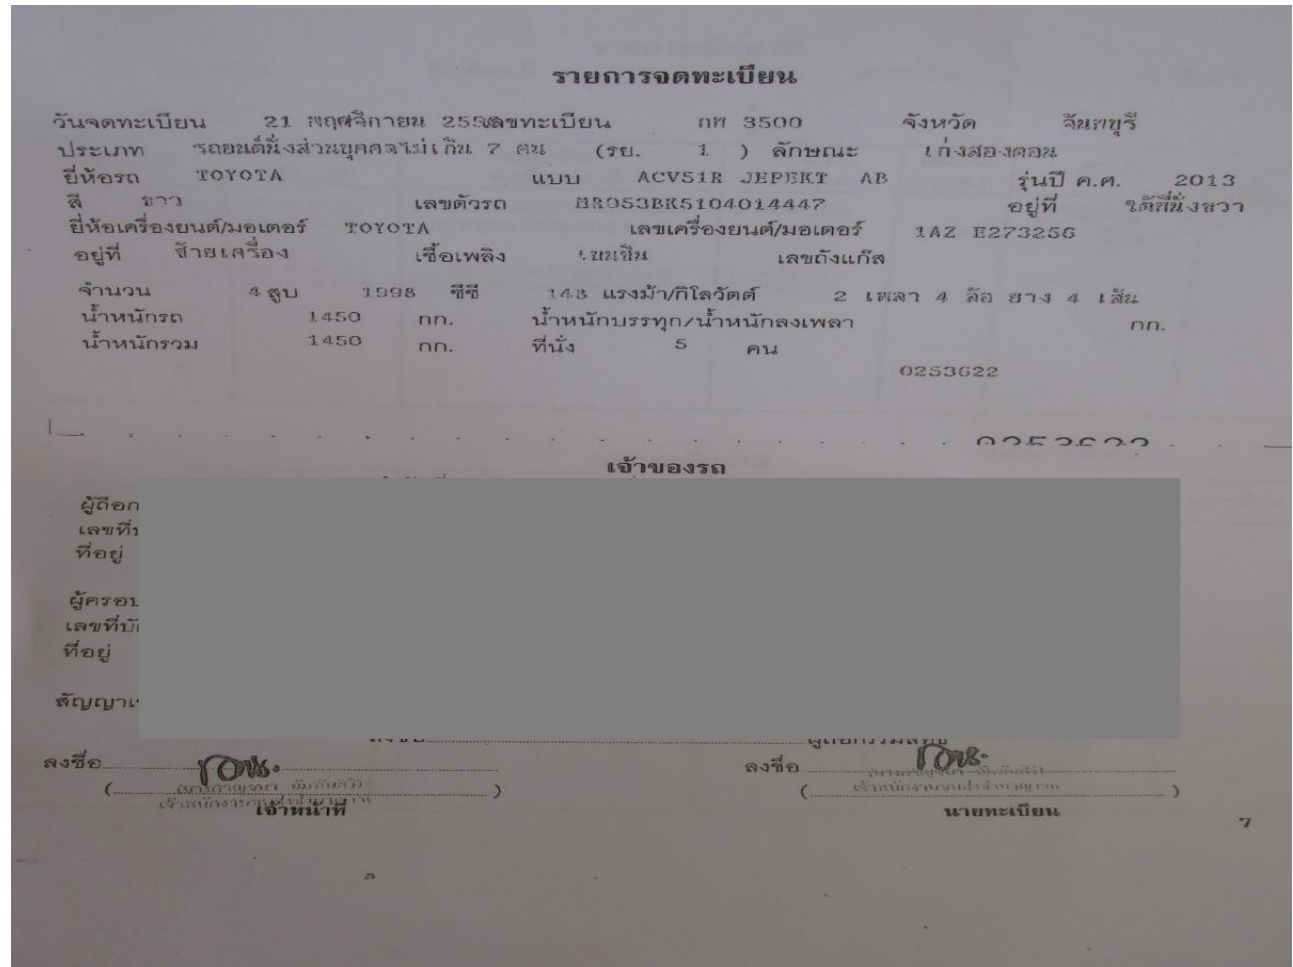 รายการจดทะเบียน
วันจดทะเบียน 21 พฤศจิกายน 255 เลขทะเบียน กท 3500 จังหวัด จันทบุรี
ประเภท รถยนต์นั่งส่วนบุคคลไม่เกิน 7 คน (รย. 1 ) ลักษณะ เก๋งสองตอน
ยี่ห้อรถ TOYOTA แบบ ACV51R JEPEKT AB รุ่นปี ค.ศ. 2013
สี ขาว เลขตัวรถ MR053BK5104014447 อยู่ที่ ใต้ที่นั่งขวา
ยี่ห้อเครื่องยนต์/มอเตอร์ TOYOTA เลขเครื่องยนต์/มอเตอร์ 1AZ E273256
อยู่ที่ ซ้ายเครื่อง เชื้อเพลิง เบนซิน เลขถังแก๊ส
จำนวน 4 สูบ 1998 ซีซี 148 แรงม้า/กิโลวัตต์ 2 เพลา 4 ล้อ ยาง 4 เส้น
น้ำหนักรถ 1450 กก. น้ำหนักบรรทุก/น้ำหนักลงเพลา กก.
น้ำหนักรวม 1450 กก. ที่นั่ง 5 คน
0253622
0253622
เจ้าของรถ
ผู้ถือก
เลขที่
ที่อยู่
ผู้ครอบ
เลขที่บั
ที่อยู่
สัญญาเ
ผู้ถือกรรมสิทธิ์
ลงชื่อ ลงชื่อ
( ) ( )
เจ้าหน้าที่ นายทะเบียน
7